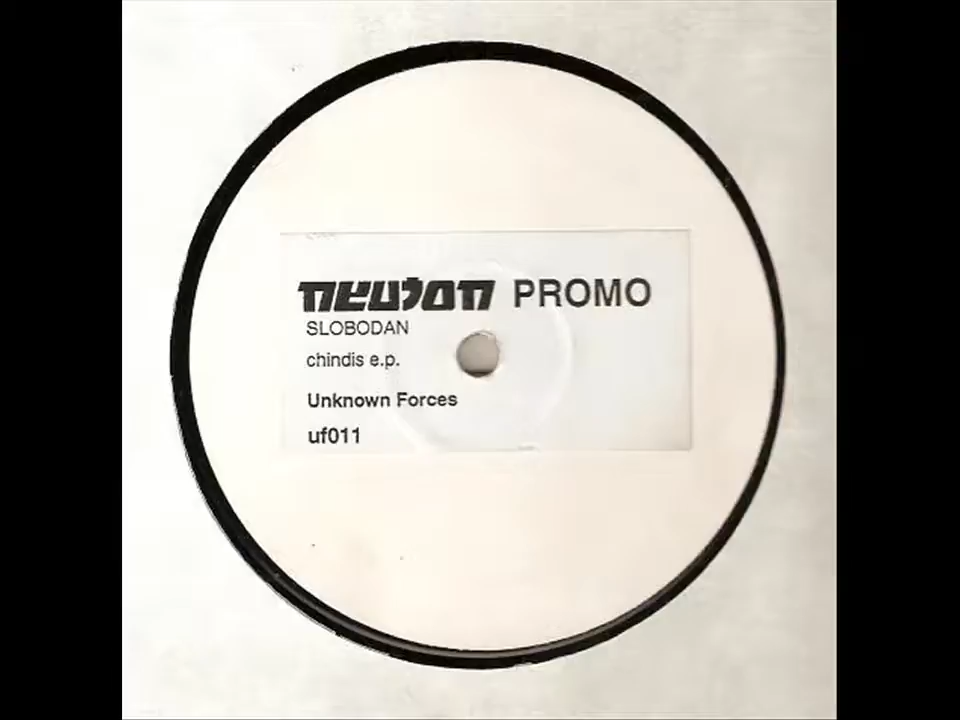 neuton PROMO
SLOBODAN
chindis e.p.
Unknown Forces
uf011